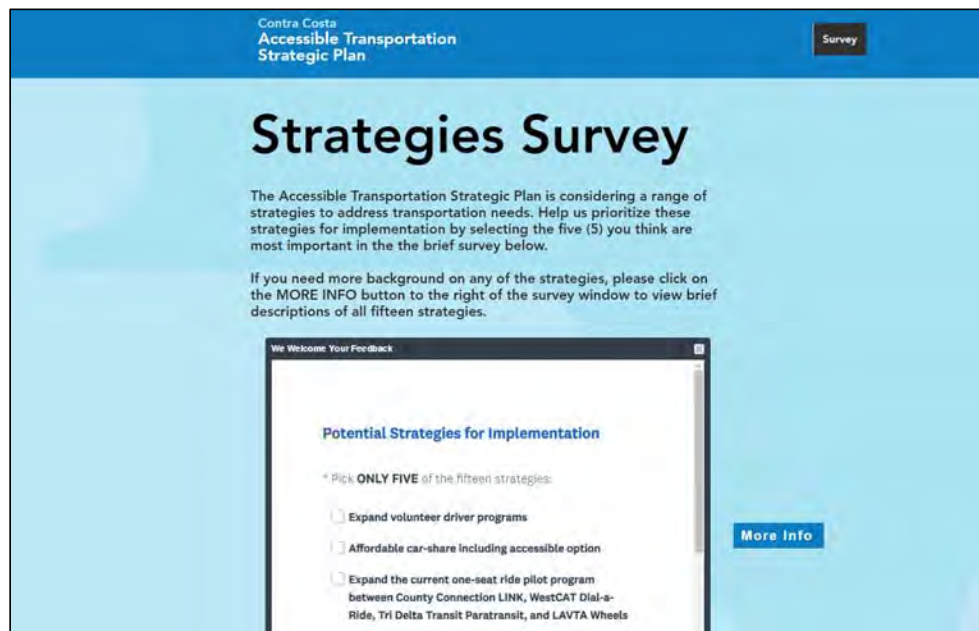 Contra Costa
Accessible Transportation
Strategic Plan
Survey
Strategies Survey
The Accessible Transportation Strategic Plan is considering a range of
strategies to address transportation needs. Help us prioritize these
strategies for implementation by selecting the five (5) you think are
most important in the the brief survey below.
If you need more background on any of the strategies, please click on
the MORE INFO button to the right of the survey window to view brief
descriptions of all fifteen strategies.
We Welcome Your Feedback
Potential Strategies for Implementation
* Pick ONLY FIVE of the fifteen strategies:
Expand volunteer driver programs
Affordable car-share including accessible option
Expand the current one-seat ride pilot program
between County Connection LINK, WestCAT Dial-a-
Ride, Tri Delta Transit Paratransit, and LAVTA Wheels
More Info